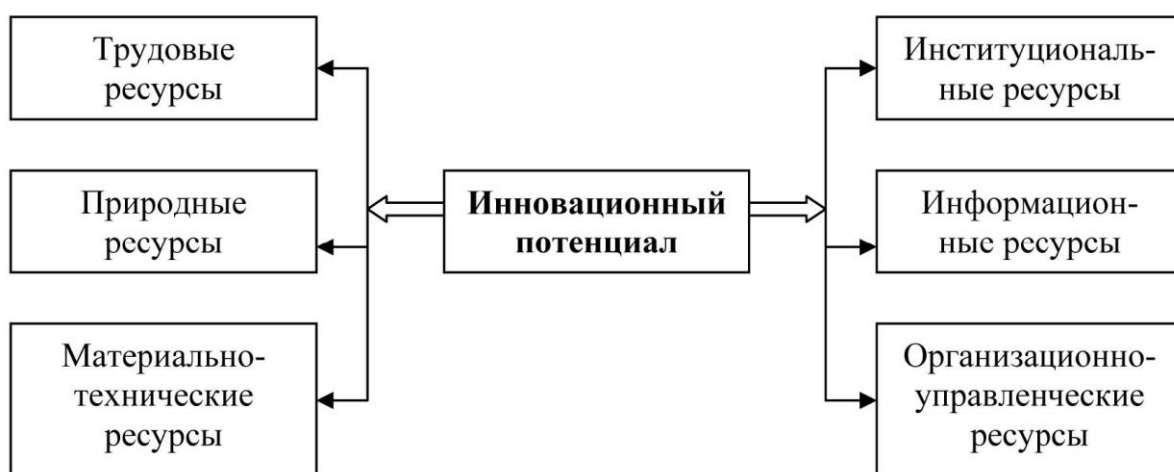 Трудовые
ресурсы
Природные
ресурсы
Материально-
технические
ресурсы
Инновационный
потенциал
Институциональ-
ные ресурсы
Информацион-
ные ресурсы
Организационно-
управленческие
ресурсы